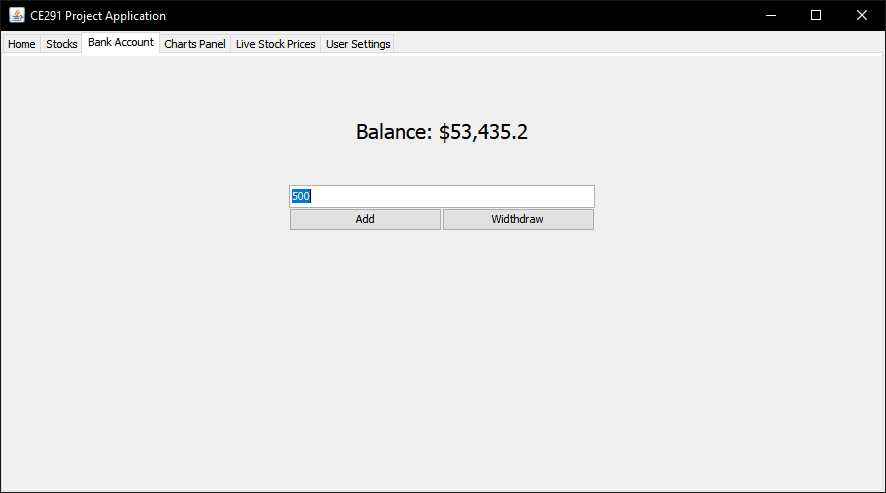 CE291 Project Application
Home Stocks Bank Account Charts Panel Live Stock Prices User Settings
Balance: $53,435.2
500
Add Widthdraw